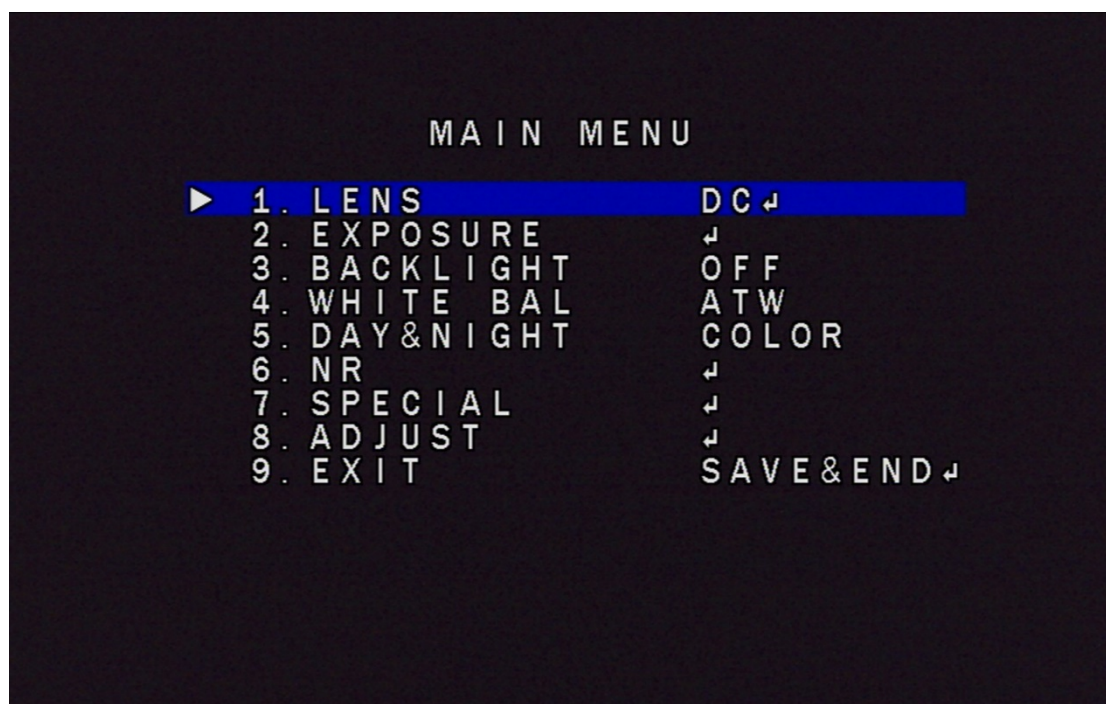 MAIN MENU
▶ 1. LENS DC↲
2. EXPOSURE ↲
3. BACKLIGHT OFF
4. WHITE BAL ATW
5. DAY&NIGHT COLOR
6. NR ↲
7. SPECIAL ↲
8. ADJUST ↲
9. EXIT SAVE&END↲